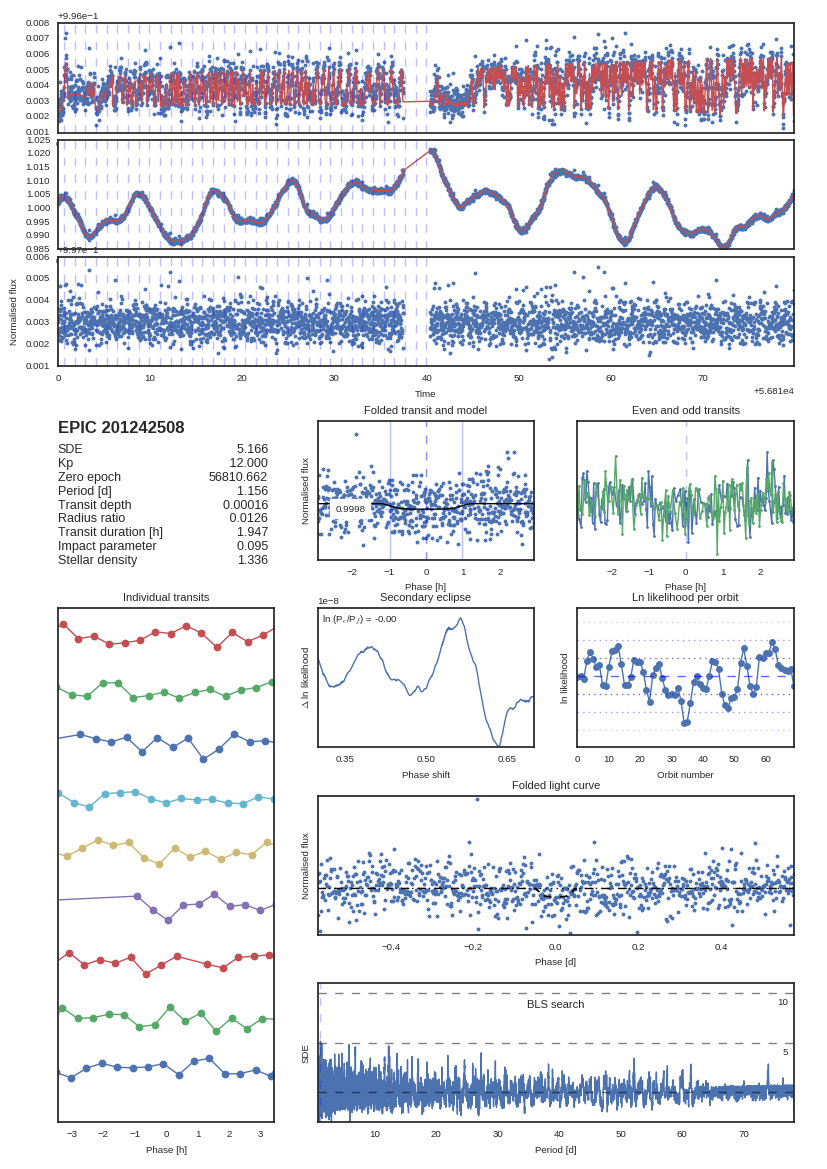 +9.96e−1
0.008
0.007
0.006
0.005
0.004
0.003
0.002
0.001
1.025
1.020
1.015
1.010
1.005
1.000
0.995
0.990
0.985
+9.97e−1
0.006
0.005
0.004
0.003
0.002
0.001
Normalised flux
0 10 20 30 40 50 60 70
Time
+5.681e4
EPIC 201242508
SDE 5.166
Kp 12.000
Zero epoch 56810.662
Period [d] 1.156
Transit depth 0.00016
Radius ratio 0.0126
Transit duration [h] 1.947
Impact parameter 0.095
Stellar density 1.336
Folded transit and model
Normalised flux
0.9998
−2 −1 0 1 2
Phase [h]
Even and odd transits
−2 −1 0 1 2
Phase [h]
Individual transits
−3 −2 −1 0 1 2 3
Phase [h]
Secondary eclipse
1e−8
Δ ln likelihood
0.35 0.50 0.65
Phase shift
Ln likelihood per orbit
ln likelihood
0 10 20 30 40 50 60
Orbit number
Folded light curve
Normalised flux
−0.4 −0.2 0.0 0.2 0.4
Phase [d]
BLS search
10
5
SDE
10 20 30 40 50 60 70
Period [d]